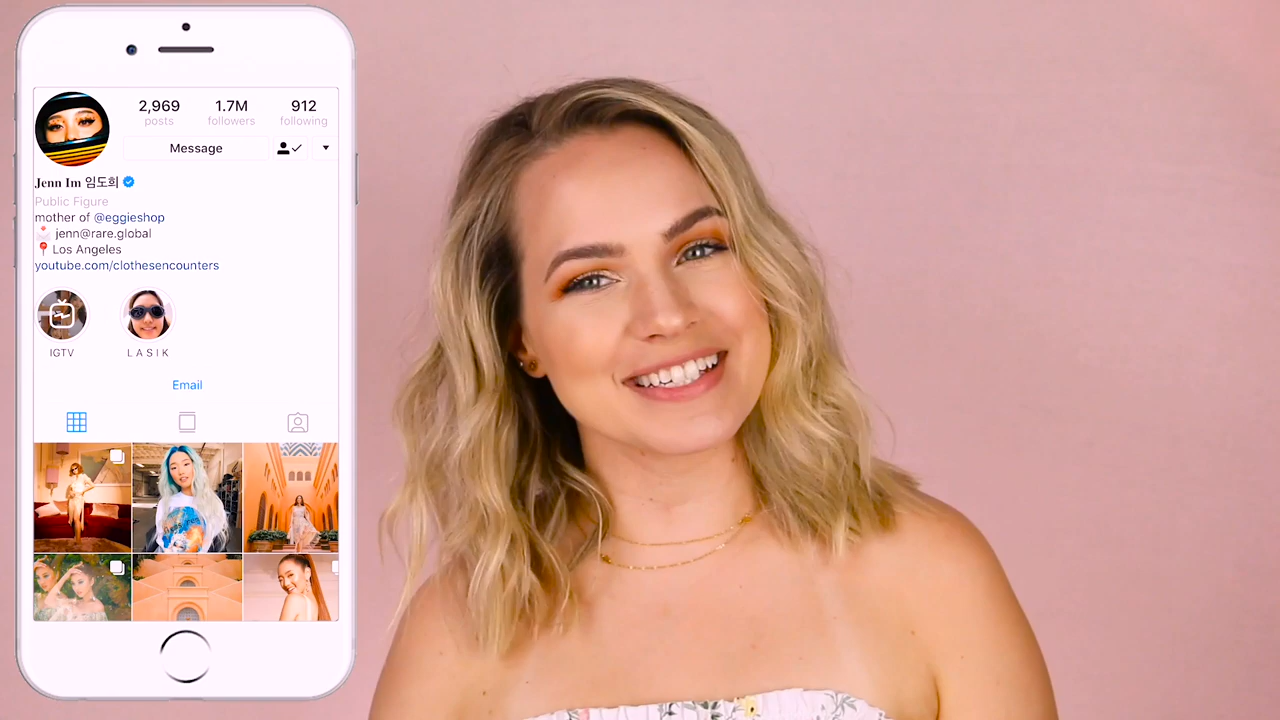 2,969 1.7M 912
posts followers following
Message
Jenn Im 임도희
Public Figure
mother of @eggieshop
jenn@rare.global
Los Angeles
youtube.com/clothesencounters
IGTV L A S I K
Email